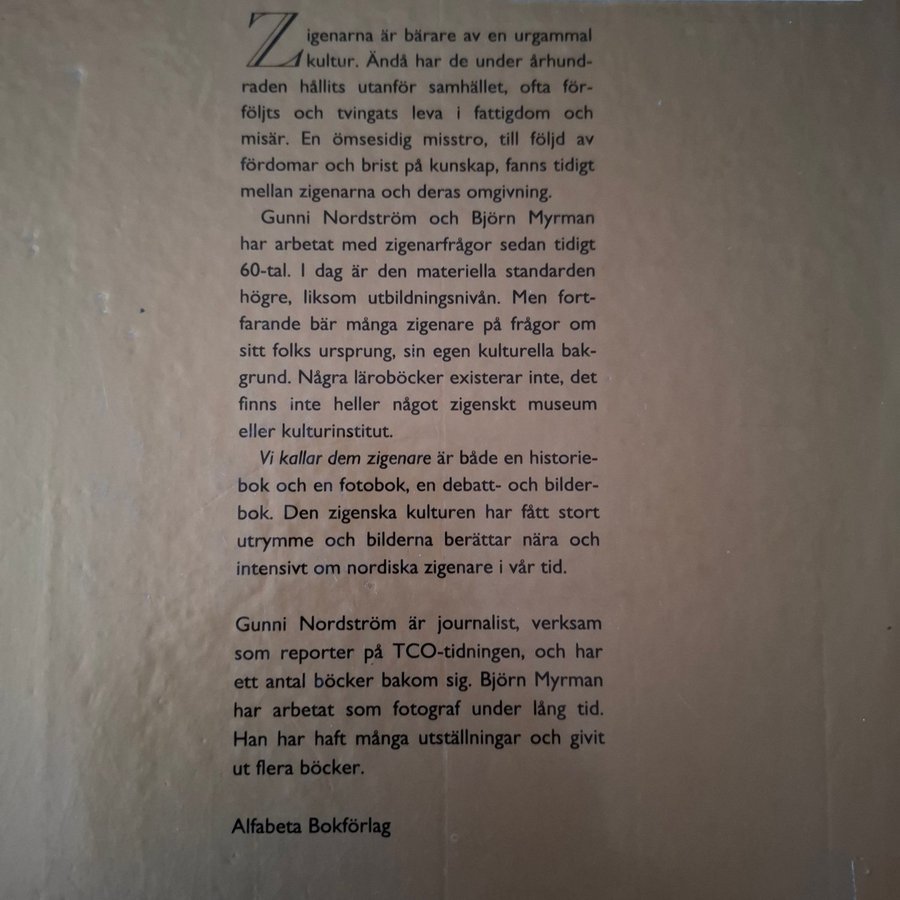 Zigenarna är bärare av en urgammal
kultur. Ändå har de under århund-
raden hållits utanför samhället, ofta för-
följts och tvingats leva i fattigdom och
misär. En ömsesidig misstro, till följd av
fördomar och brist på kunskap, fanns tidigt
mellan zigenarna och deras omgivning.
Gunni Nordström och Björn Myrman
har arbetat med zigenarfrågor sedan tidigt
60-tal. I dag är den materiella standarden
högre, liksom utbildningsnivån. Men fort-
farande bär många zigenare på frågor om
sitt folks ursprung, sin egen kulturella bak-
grund. Några läroböcker existerar inte, det
finns inte heller något zigenskt museum
eller kulturinstitut.
Vi kallar dem zigenare är både en historie-
bok och en fotobok, en debatt- och bilder-
bok. Den zigenska kulturen har fått stort
utrymme och bilderna berättar nära och
intensivt om nordiska zigenare i vår tid.
Gunni Nordström är journalist, verksam
som reporter på TCO-tidningen, och har
ett antal böcker bakom sig. Björn Myrman
har arbetat som fotograf under lång tid.
Han har haft många utställningar och givit
ut flera böcker.
Alfabeta Bokförlag